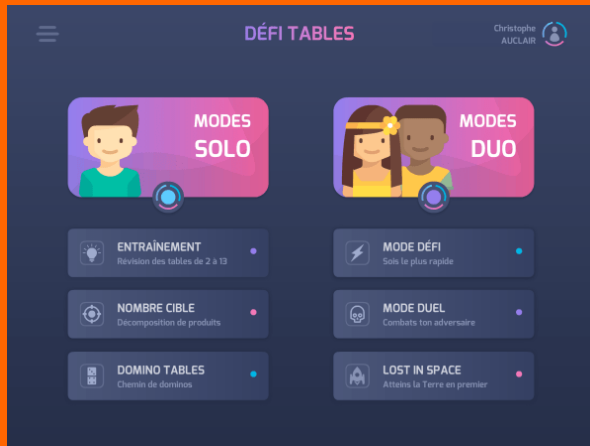 DÉFI TABLES
Christophe
AUCLAIR
MODES
SOLO
MODES
DUO
ENTRAÎNEMENT
Révision des tables de 2 à 13
MODE DÉFI
Sois le plus rapide
NOMBRE CIBLE
Décomposition de produits
MODE DUEL
Combats ton adversaire
DOMINO TABLES
Chemin de dominos
LOST IN SPACE
Atteins la Terre en premier